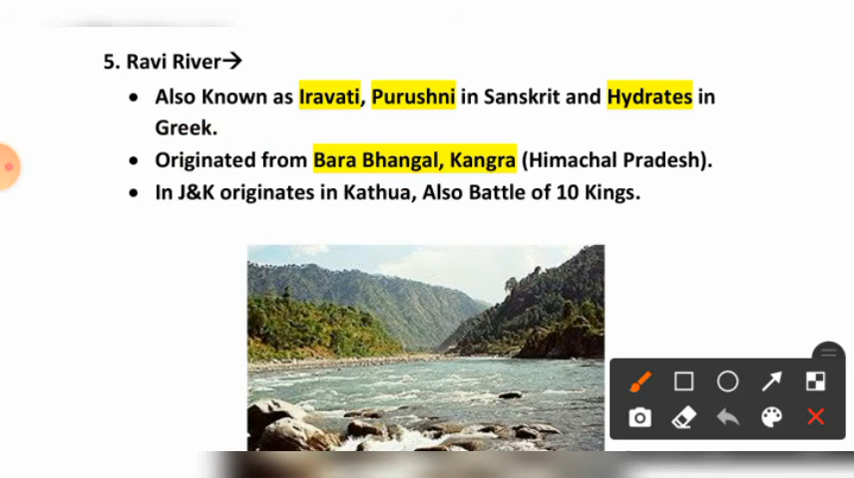 5. Ravi River→
• Also Known as Iravati, Purushni in Sanskrit and Hydrates in
Greek.
• Originated from Bara Bhangal, Kangra (Himachal Pradesh).
• In J&K originates in Kathua, Also Battle of 10 Kings.